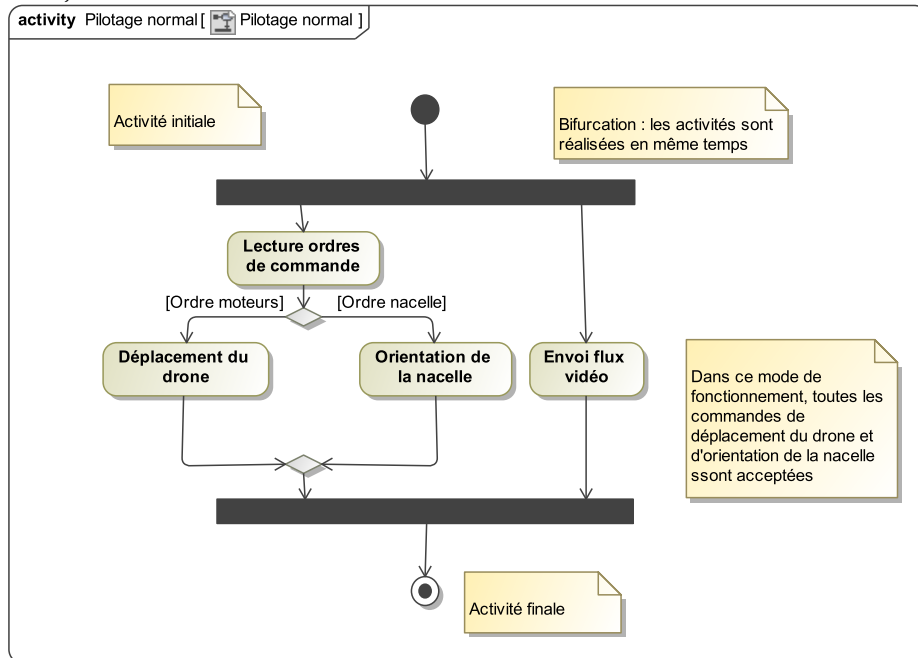 activity Pilotage normal [ Pilotage normal ]
Activité initiale
Bifurcation : les activités sont
réalisées en même temps
Lecture ordres
de commande
[Ordre moteurs]
[Ordre nacelle]
Déplacement du
drone
Orientation de
la nacelle
Envoi flux
vidéo
Dans ce mode de
fonctionnement, toutes les
commandes de
déplacement du drone et
d'orientation de la nacelle
ssont acceptées
Activité finale